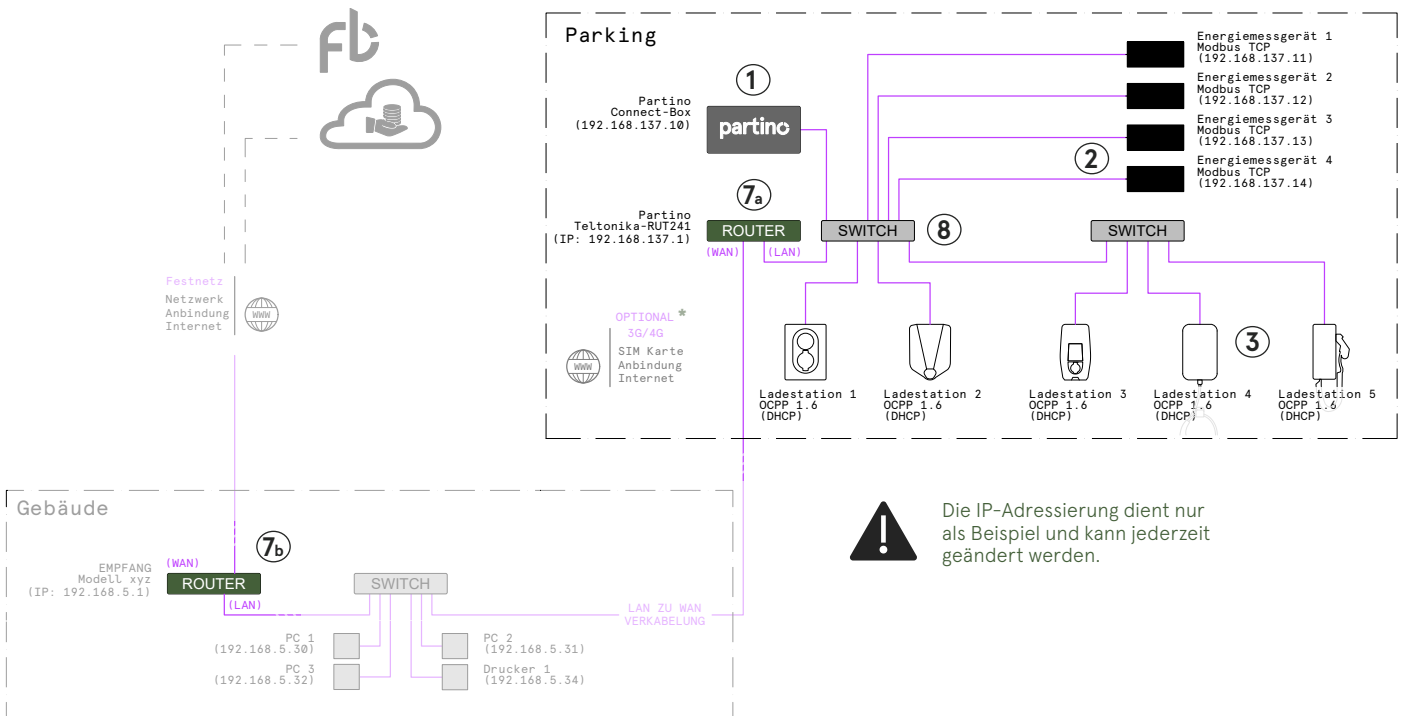 fb
Parking
Energiemessgerät 1
Modbus TCP
(192.168.137.11)
Energiemessgerät 2
Modbus TCP
(192.168.137.12)
Energiemessgerät 3
Modbus TCP
(192.168.137.13)
Energiemessgerät 4
Modbus TCP
(192.168.137.14)
1
Partino
Connect-Box
(192.168.137.10)
partino
2
7a
Partino
Teltonika-RUT241
(IP: 192.168.137.1)
ROUTER
(WAN)
(LAN)
SWITCH
8
SWITCH
Festnetz
Netzwerk
Anbindung
Internet
WWW
OPTIONAL *
3G/4G
SIM Karte
Anbindung
Internet
WWW
3
Ladestation 1
OCPP 1.6
(DHCP)
Ladestation 2
OCPP 1.6
(DHCP)
Ladestation 3
OCPP 1.6
(DHCP)
Ladestation 4
OCPP 1.6
(DHCP)
Ladestation 5
OCPP 1.6
(DHCP)
Gebäude
7b
EMPFANG
Modell xyz
(IP: 192.168.5.1)
(WAN)
ROUTER
(LAN)
SWITCH
LAN ZU WAN
VERKABELUNG
PC 1
(192.168.5.30)
PC 2
(192.168.5.31)
PC 3
(192.168.5.32)
Drucker 1
(192.168.5.34)
Die IP-Adressierung dient nur
als Beispiel und kann jederzeit
geändert werden.